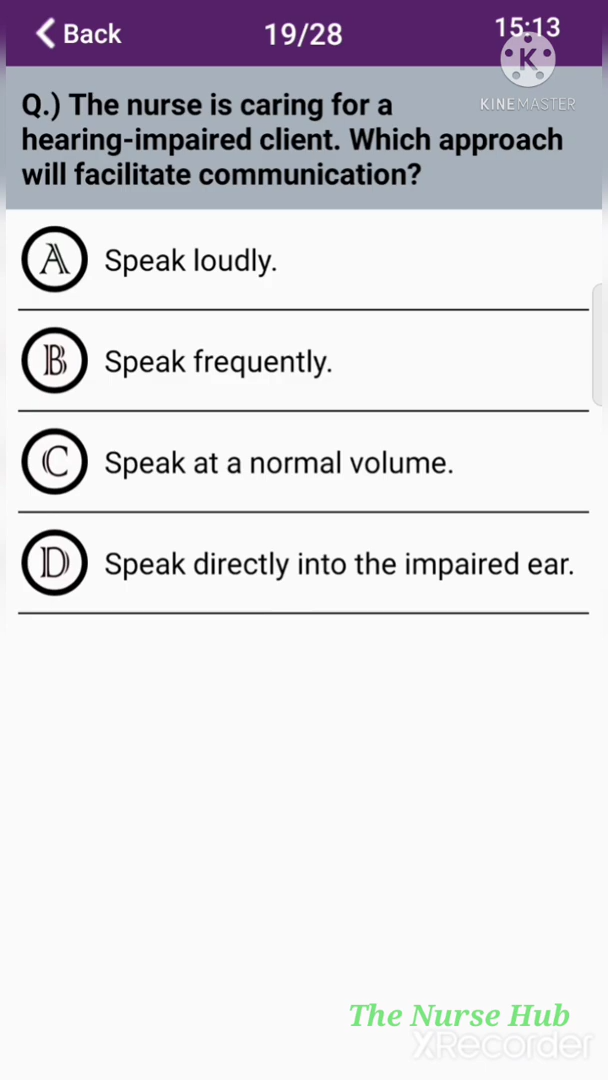 Back 19/28 15:13
K
KINEMASTER
Q.) The nurse is caring for a
hearing-impaired client. Which approach
will facilitate communication?
A Speak loudly.
B Speak frequently.
C Speak at a normal volume.
D Speak directly into the impaired ear.
The Nurse Hub
XRecorder